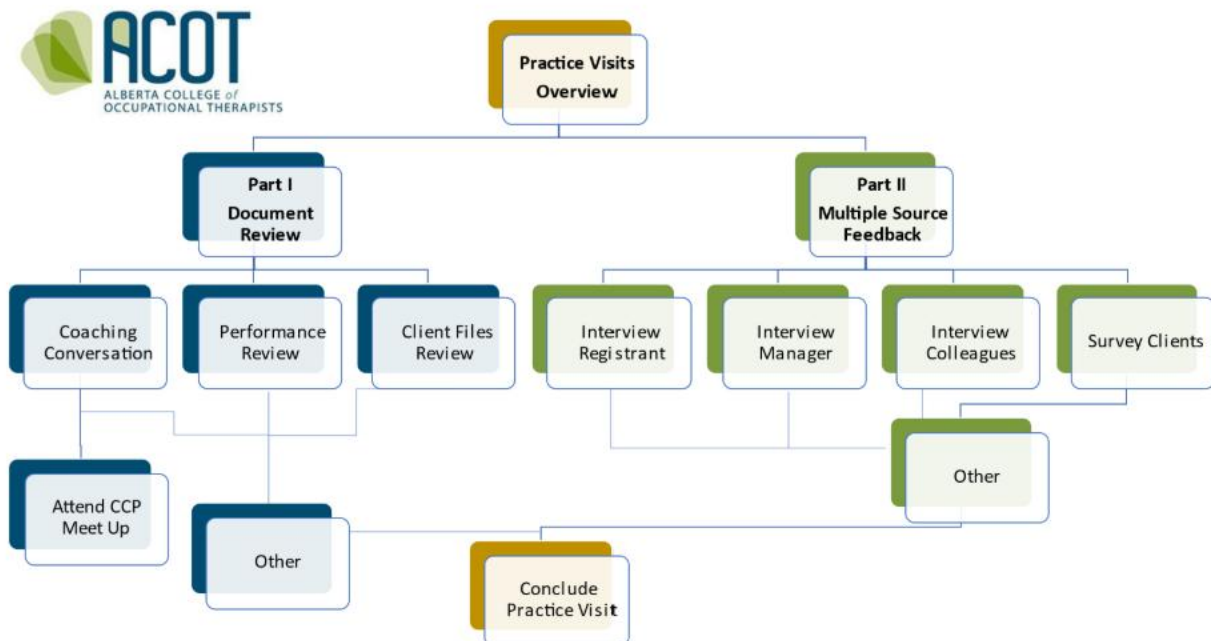 ACOT
ALBERTA COLLEGE of
OCCUPATIONAL THERAPISTS
Practice Visits
Overview
Part I
Document
Review
Part II
Multiple Source
Feedback
Coaching
Conversation
Performance
Review
Client Files
Review
Interview
Registrant
Interview
Manager
Interview
Colleagues
Survey Clients
Attend CCP
Meet Up
Other
Other
Conclude
Practice Visit